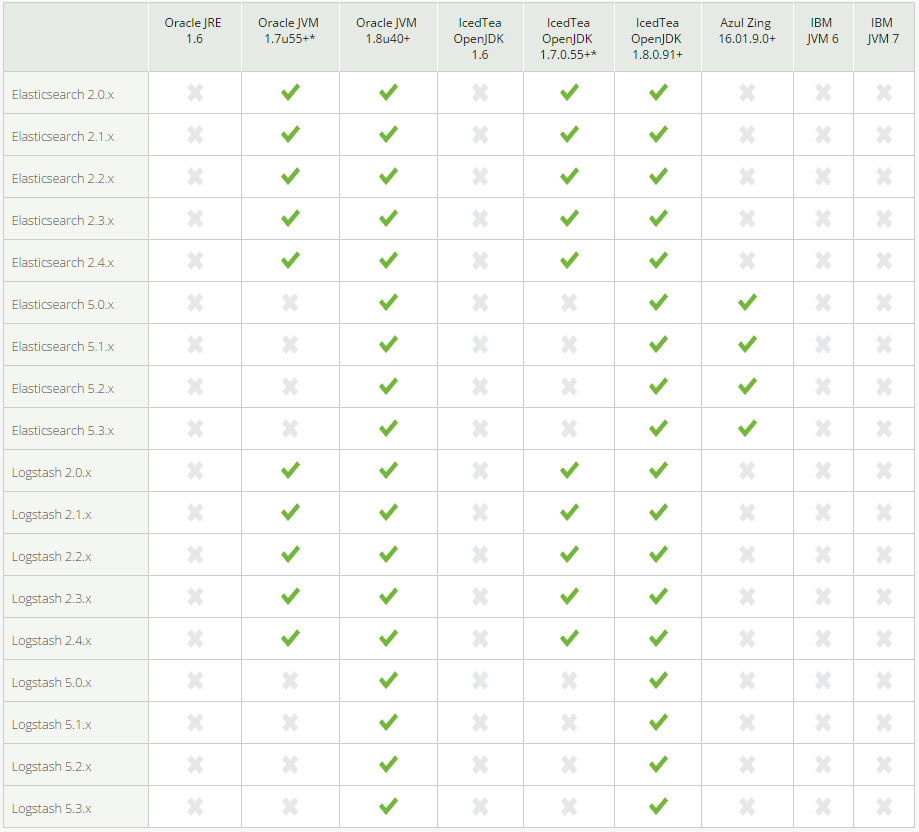 Oracle JRE 1.6
Oracle JVM 1.7u55+*
Oracle JVM 1.8u40+
IcedTea OpenJDK 1.6
IcedTea OpenJDK 1.7.0.55+*
IcedTea OpenJDK 1.8.0.91+
Azul Zing 16.01.9.0+
IBM JVM 6
IBM JVM 7
Elasticsearch 2.0.x
Elasticsearch 2.1.x
Elasticsearch 2.2.x
Elasticsearch 2.3.x
Elasticsearch 2.4.x
Elasticsearch 5.0.x
Elasticsearch 5.1.x
Elasticsearch 5.2.x
Elasticsearch 5.3.x
Logstash 2.0.x
Logstash 2.1.x
Logstash 2.2.x
Logstash 2.3.x
Logstash 2.4.x
Logstash 5.0.x
Logstash 5.1.x
Logstash 5.2.x
Logstash 5.3.x